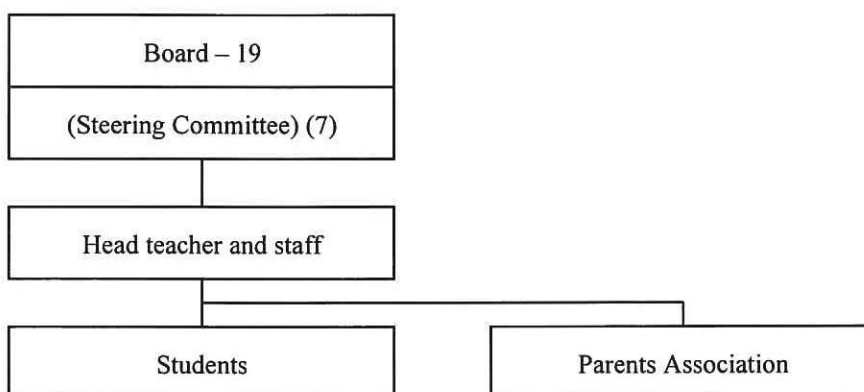 Board – 19
(Steering Committee) (7)
Head teacher and staff
Students
Parents Association